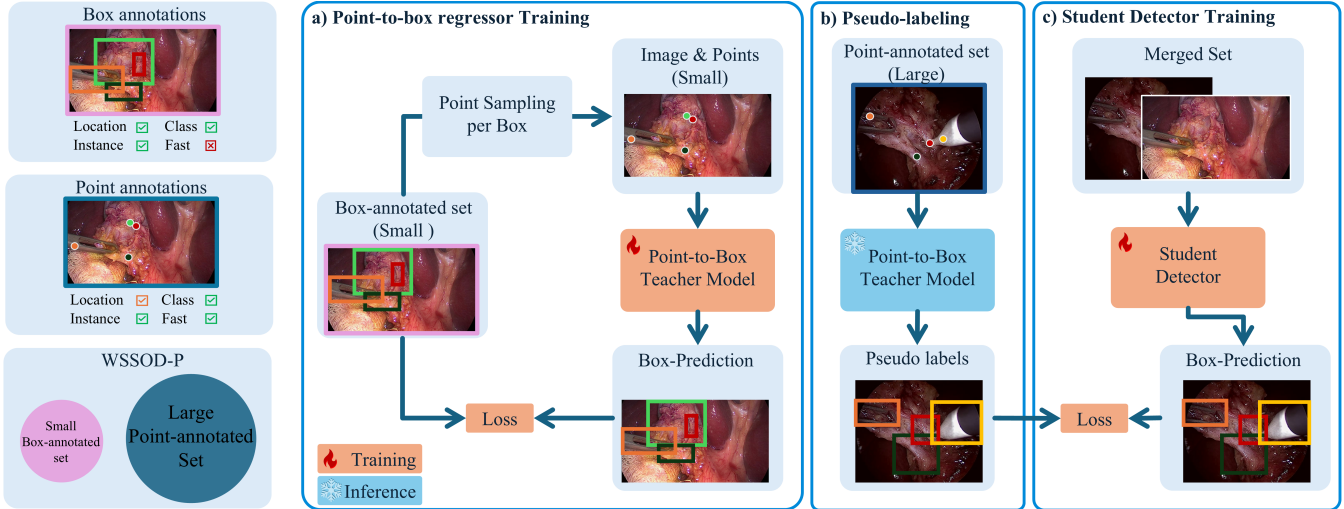 Box annotations
Location Class
Instance Fast
Point annotations
Location Class
Instance Fast
WSSOD-P
Small
Box-annotated
set
Large
Point-annotated
Set
a) Point-to-box regressor Training
Box-annotated set
(Small )
Point Sampling
per Box
Image & Points
(Small)
Point-to-Box
Teacher Model
Box-Prediction
Loss
Training
Inference
b) Pseudo-labeling
Point-annotated set
(Large)
Point-to-Box
Teacher Model
Pseudo labels
c) Student Detector Training
Merged Set
Student
Detector
Box-Prediction
Loss